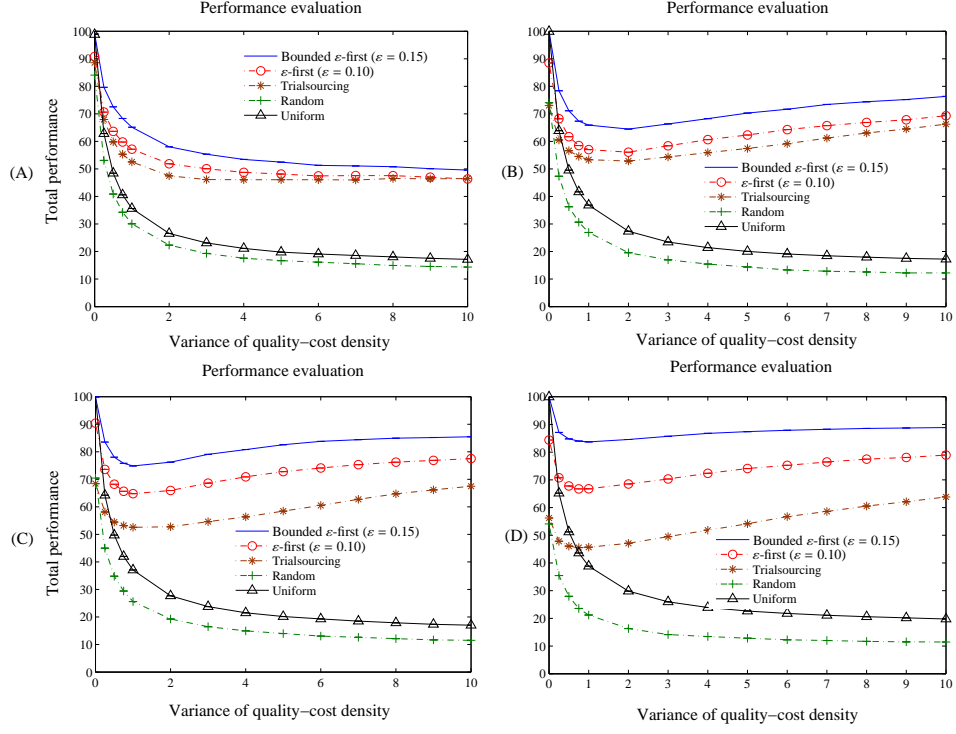 Performance evaluation
100
90
80
70
60
50
40
30
20
10
0
(A)
Total performance
Bounded ε-first (ε = 0.15)
ε-first (ε = 0.10)
Trialsourcing
Random
Uniform
0 2 4 6 8 10
Variance of quality−cost density
Performance evaluation
100
90
80
70
60
50
40
30
20
10
0
(B)
Bounded ε-first (ε = 0.15)
ε-first (ε = 0.10)
Trialsourcing
Random
Uniform
0 1 2 3 4 5 6 7 8 9 10
Variance of quality−cost density
Performance evaluation
100
90
80
70
60
50
40
30
20
10
0
(C)
Total performance
Bounded ε-first (ε = 0.15)
ε-first (ε = 0.10)
Trialsourcing
Random
Uniform
0 2 4 6 8 10
Variance of quality−cost density
Performance evaluation
100
90
80
70
60
50
40
30
20
10
0
(D)
Bounded ε-first (ε = 0.15)
ε-first (ε = 0.10)
Trialsourcing
Random
Uniform
0 1 2 3 4 5 6 7 8 9 10
Variance of quality−cost density